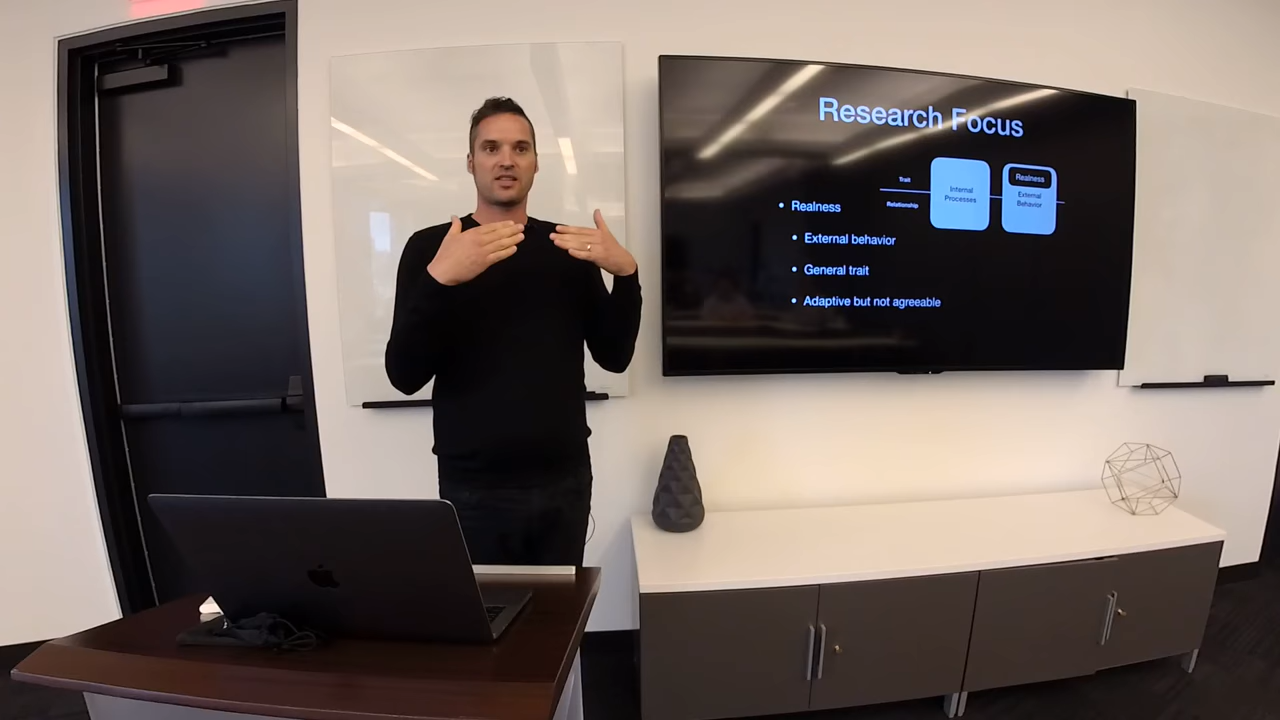 Research Focus
Trait
Relationship
Internal
Processes
Realness
External
Behavior
• Realness
• External behavior
• General trait
• Adaptive but not agreeable